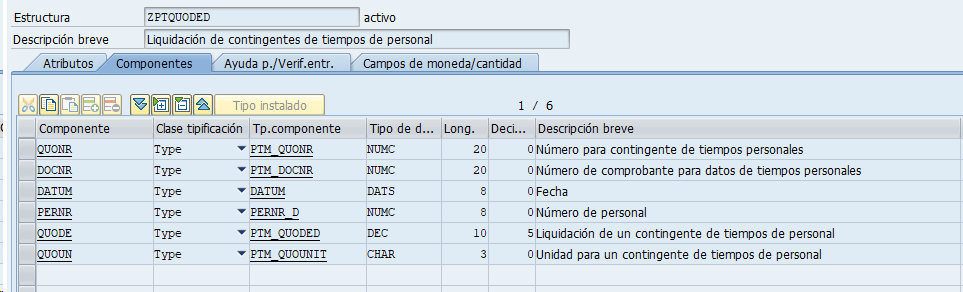 Estructura ZPTQUODED activo
Descripción breve Liquidación de contingentes de tiempos de personal
Atributos Componentes Ayuda p./Verif.entr. Campos de moneda/cantidad
Tipo instalado 1 / 6
Componente Clase tipificación Tp.componente Tipo de d... Long. Deci... Descripción breve
QUONR Type PTM_QUONR NUMC 20 0 Número para contingente de tiempos personales
DOCNR Type PTM_DOCNR NUMC 20 0 Número de comprobante para datos de tiempos personales
DATUM Type DATUM DATS 8 0 Fecha
PERNR Type PERNR_D NUMC 8 0 Número de personal
QUODE Type PTM_QUODED DEC 10 5 Liquidación de un contingente de tiempos de personal
QUOUN Type PTM_QUOUNIT CHAR 3 0 Unidad para un contingente de tiempos de personal